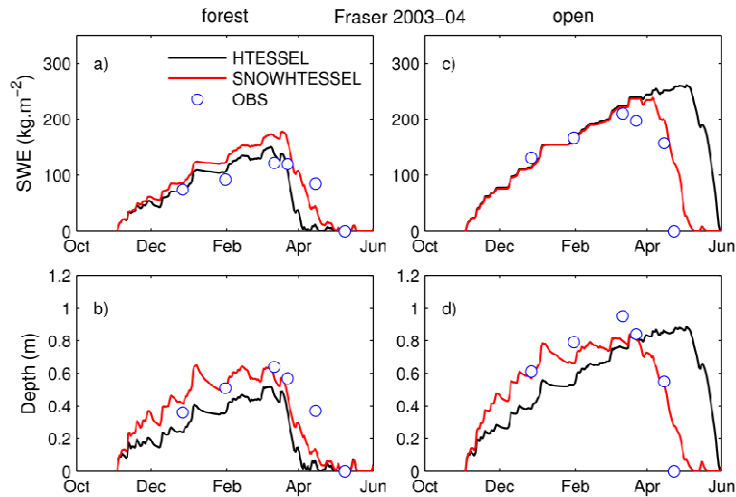 forest Fraser 2003−04 open
SWE (kg.m−2)
350
300
200
100
0
a)
HTESSEL
SNOWHTESSEL
OBS
Oct Dec Feb Apr Jun
300
200
100
0
c)
Oct Dec Feb Apr Jun
Depth (m)
1.2
1
0.8
0.6
0.4
0.2
0
b)
Oct Dec Feb Apr Jun
1.2
1
0.8
0.6
0.4
0.2
0
d)
Oct Dec Feb Apr Jun